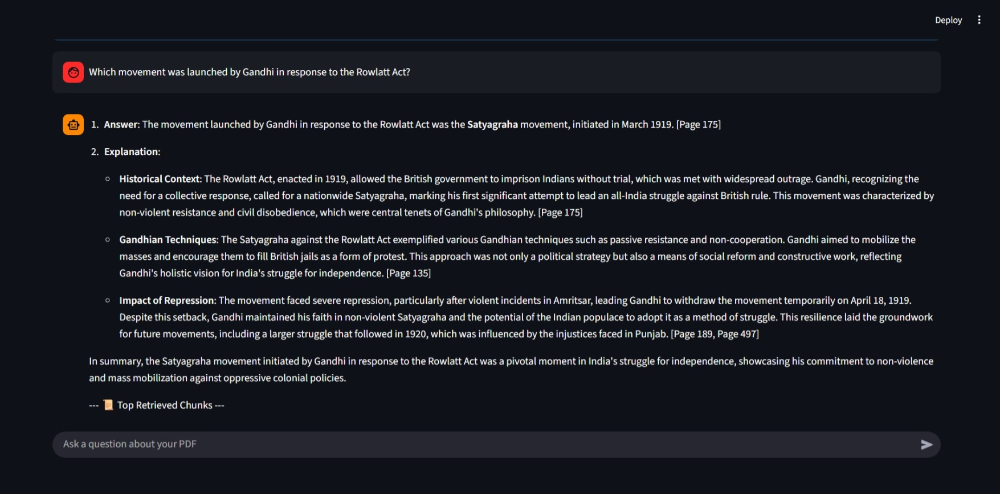 Deploy
Which movement was launched by Gandhi in response to the Rowlatt Act?
1. Answer: The movement launched by Gandhi in response to the Rowlatt Act was the Satyagraha movement, initiated in March 1919. [Page 175]
2. Explanation:
Historical Context: The Rowlatt Act, enacted in 1919, allowed the British government to imprison Indians without trial, which was met with widespread outrage. Gandhi, recognizing the
need for a collective response, called for a nationwide Satyagraha, marking his first significant attempt to lead an all-India struggle against British rule. This movement was characterized by
non-violent resistance and civil disobedience, which were central tenets of Gandhi's philosophy. [Page 175]
Gandhian Techniques: The Satyagraha against the Rowlatt Act exemplified various Gandhian techniques such as passive resistance and non-cooperation. Gandhi aimed to mobilize the
masses and encourage them to fill British jails as a form of protest. This approach was not only a political strategy but also a means of social reform and constructive work, reflecting
Gandhi's holistic vision for India's struggle for independence. [Page 135]
Impact of Repression: The movement faced severe repression, particularly after violent incidents in Amritsar, leading Gandhi to withdraw the movement temporarily on April 18, 1919.
Despite this setback, Gandhi maintained his faith in non-violent Satyagraha and the potential of the Indian populace to adopt it as a method of struggle. This resilience laid the groundwork
for future movements, including a larger struggle that followed in 1920, which was influenced by the injustices faced in Punjab. [Page 189, Page 497]
In summary, the Satyagraha movement initiated by Gandhi in response to the Rowlatt Act was a pivotal moment in India's struggle for independence, showcasing his commitment to non-violence
and mass mobilization against oppressive colonial policies.
--- 📜 Top Retrieved Chunks ---
Ask a question about your PDF